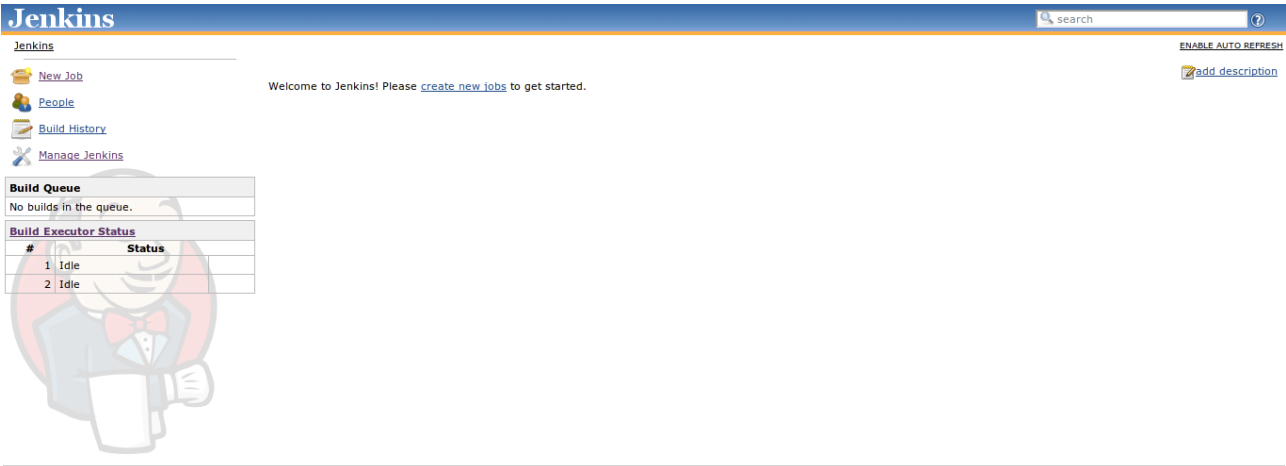 Jenkins
search
Jenkins
ENABLE AUTO REFRESH
New Job
add description
Welcome to Jenkins! Please create new jobs to get started.
People
Build History
Manage Jenkins
Build Queue
No builds in the queue.
Build Executor Status
# Status
1 Idle
2 Idle